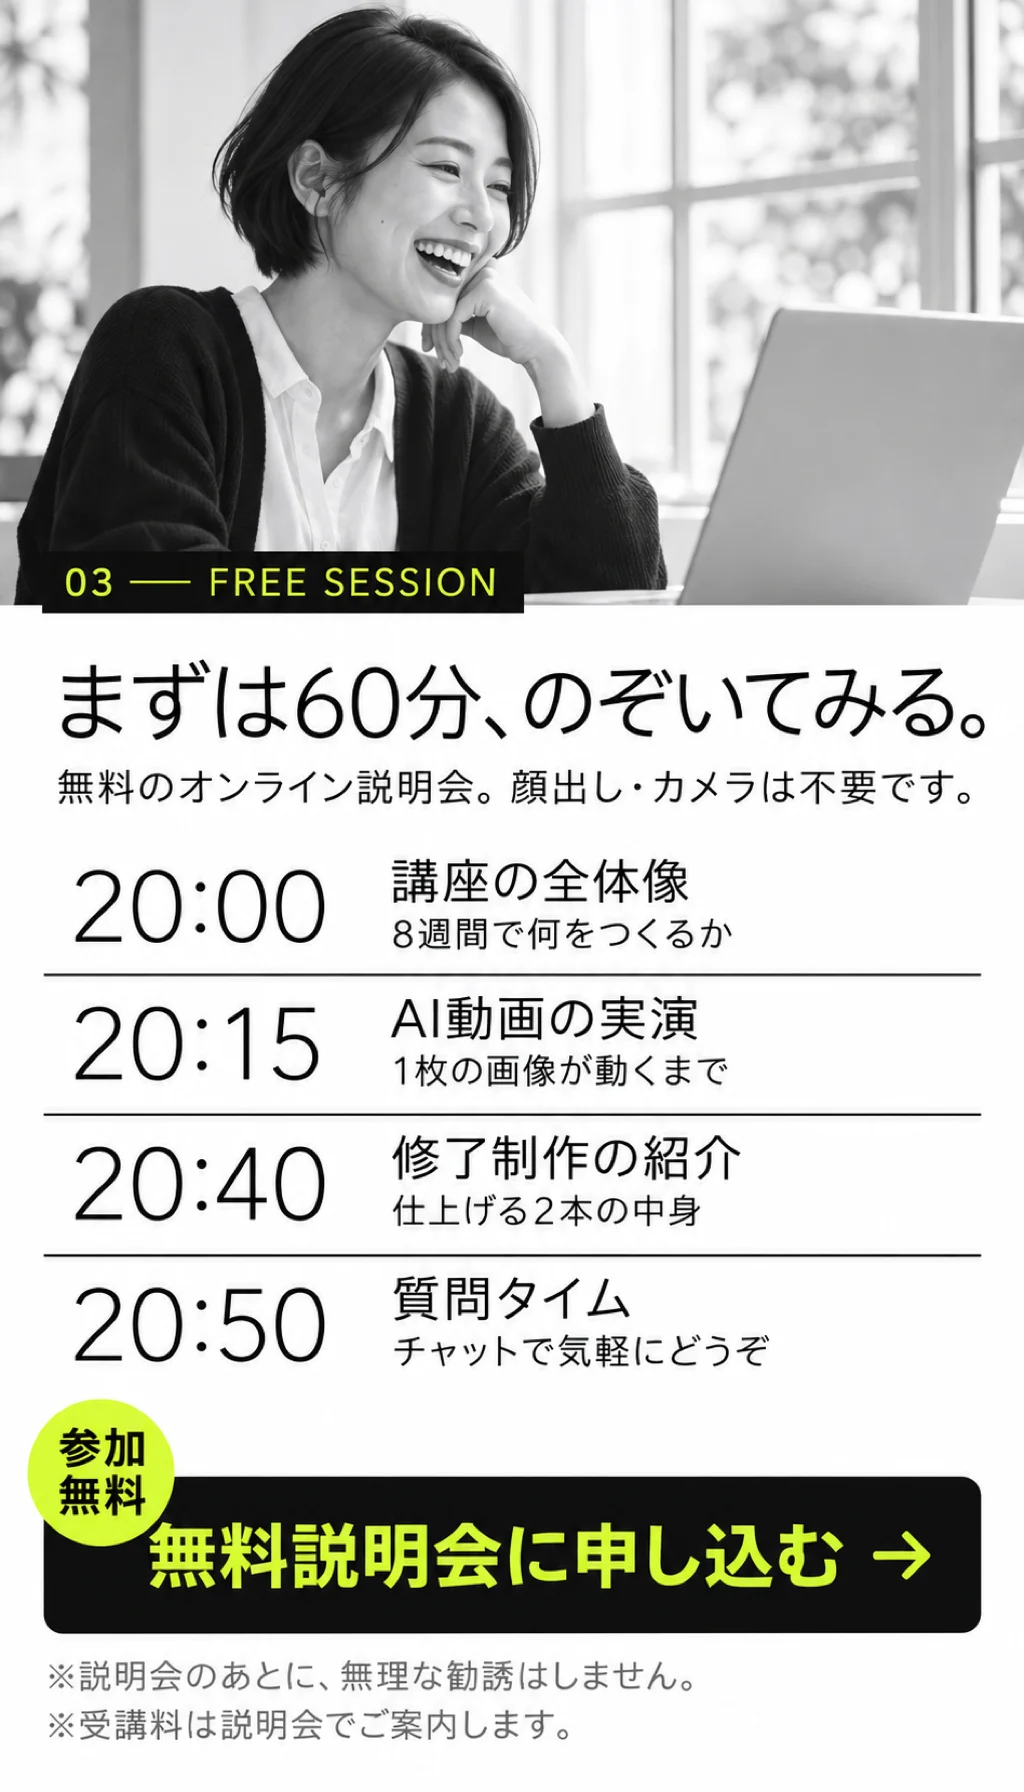 03 — FREE SESSION
まずは60分、のぞいてみる。
無料のオンライン説明会。顔出し・カメラは不要です。
20:00
講座の全体像
8週間で何をつくるか
20:15
AI動画の実演
1枚の画像が動くまで
20:40
修了制作の紹介
仕上げる2本の中身
20:50
質問タイム
チャットで気軽にどうぞ
参加
無料
無料説明会に申し込む →
※説明会のあとに、無理な勧誘はしません。
※受講料は説明会でご案内します。